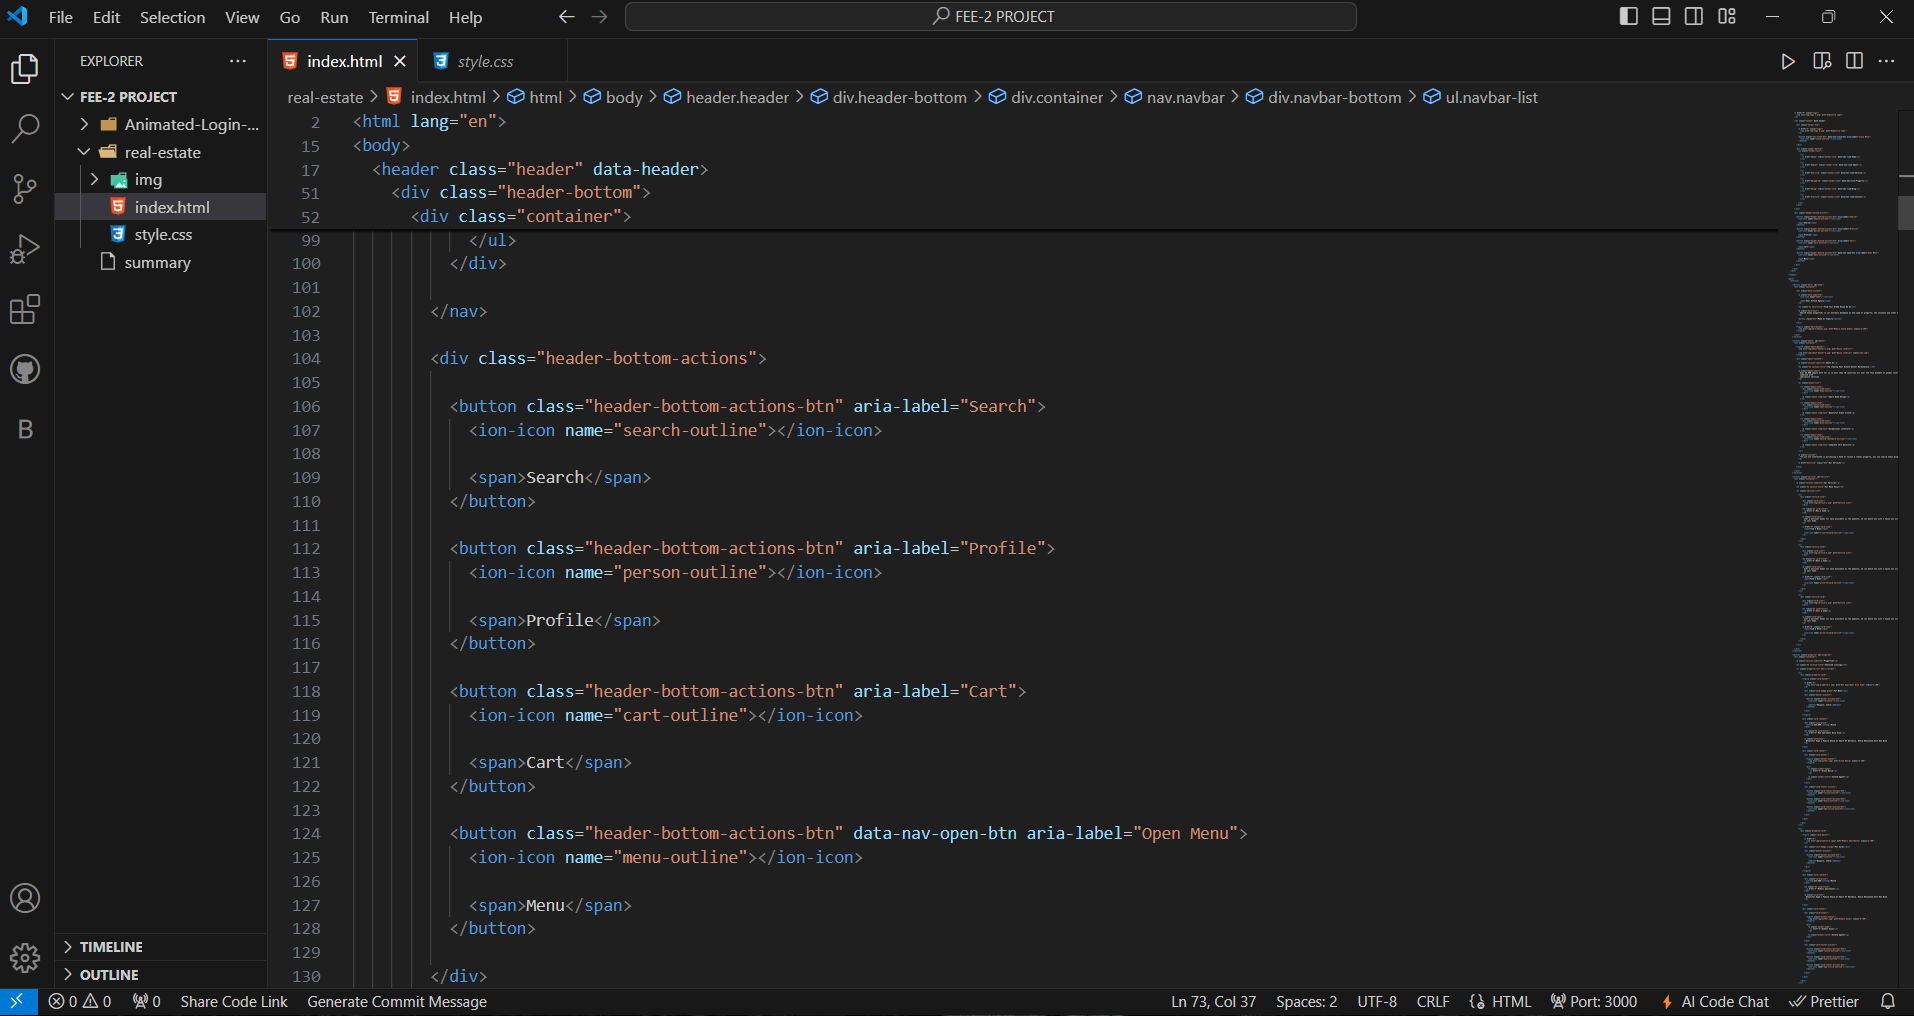 File Edit Selection View Go Run Terminal Help
FEE-2 PROJECT
EXPLORER
index.html
style.css
FEE-2 PROJECT
Animated-Login-...
real-estate
img
index.html
style.css
summary
TIMELINE
OUTLINE
B
real-estate > index.html > html > body > header.header > div.header-bottom > div.container > nav.navbar > div.navbar-bottom > ul.navbar-list
2 <html lang="en">
15 <body>
17 <header class="header" data-header>
51 <div class="header-bottom">
52 <div class="container">
99 </ul>
100 </div>
101
102 </nav>
103
104 <div class="header-bottom-actions">
105
106 <button class="header-bottom-actions-btn" aria-label="Search">
107 <ion-icon name="search-outline"></ion-icon>
108
109 <span>Search</span>
110 </button>
111
112 <button class="header-bottom-actions-btn" aria-label="Profile">
113 <ion-icon name="person-outline"></ion-icon>
114
115 <span>Profile</span>
116 </button>
117
118 <button class="header-bottom-actions-btn" aria-label="Cart">
119 <ion-icon name="cart-outline"></ion-icon>
120
121 <span>Cart</span>
122 </button>
123
124 <button class="header-bottom-actions-btn" data-nav-open-btn aria-label="Open Menu">
125 <ion-icon name="menu-outline"></ion-icon>
126
127 <span>Menu</span>
128 </button>
129
130 </div>
0 0 0 Share Code Link Generate Commit Message Ln 73, Col 37 Spaces: 2 UTF-8 CRLF HTML Port: 3000 AI Code Chat Prettier